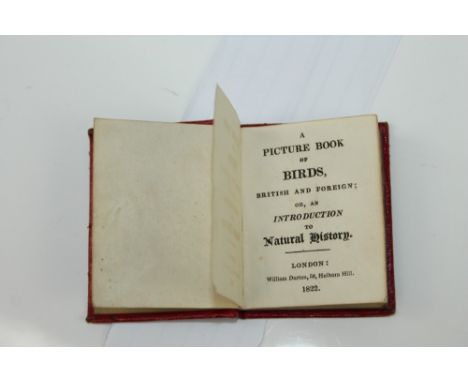 A
PICTURE BOOK
OF
BIRDS,
BRITISH AND FOREIGN;
OR, AN
INTRODUCTION
TO
Natural History.
LONDON:
William Darton, 58, Holborn Hill.
1822.